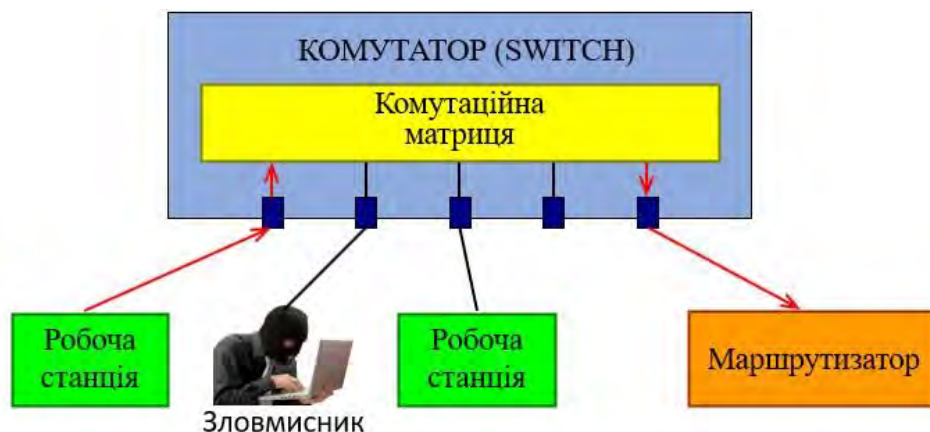 КОМУТАТОР (SWITCH)
Комутаційна
матриця
Робоча
станція
Зловмисник
Робоча
станція
Маршрутизатор